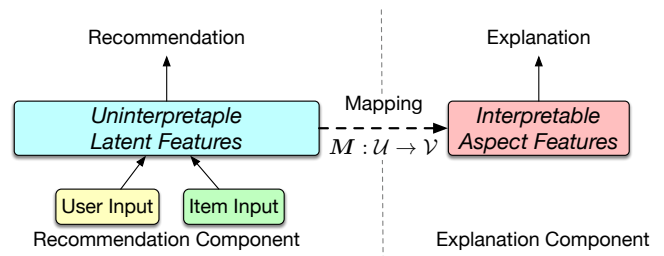 Recommendation
Explanation
Uninterpretaple
Latent Features
Mapping
M : U → V
Interpretable
Aspect Features
User Input
Item Input
Recommendation Component
Explanation Component